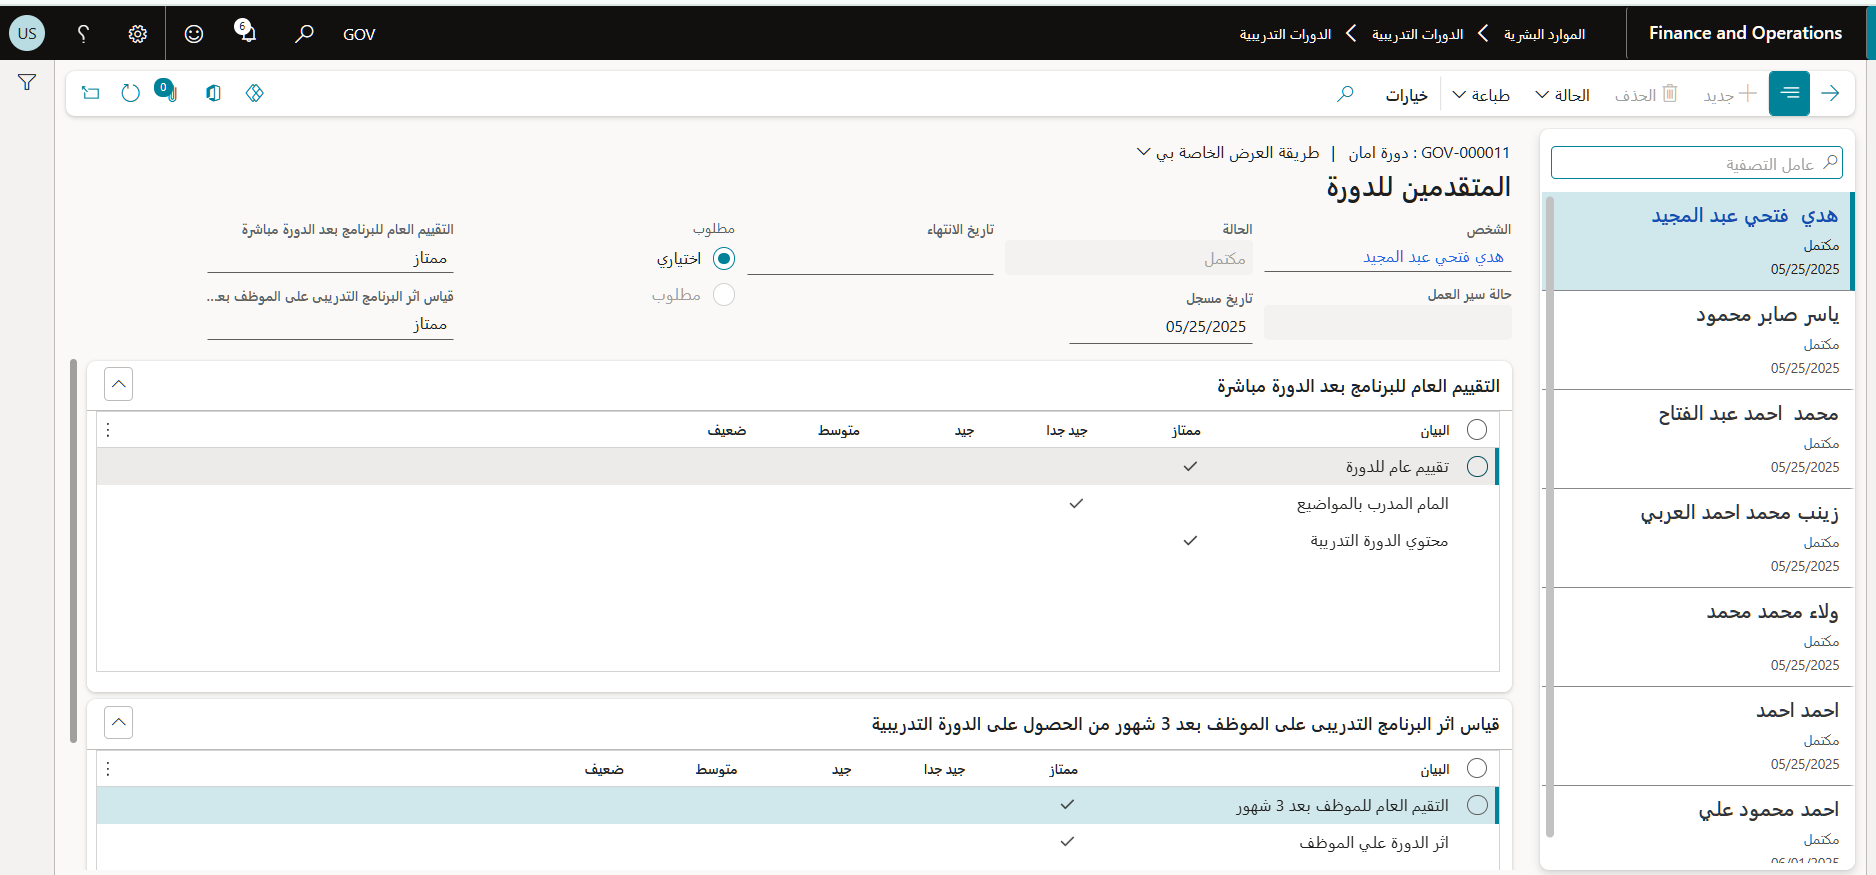 Finance and Operations
الموارد البشرية
الدورات التدريبية
الدورات التدريبية
GOV
6
US
جديد
الحذف
الحالة
طباعة
خيارات
0
عامل التصفية
هدي فتحي عبد المجيد
مكتمل
05/25/2025
ياسر صابر محمود
مكتمل
05/25/2025
محمد احمد عبد الفتاح
مكتمل
05/25/2025
زينب محمد احمد العربي
مكتمل
05/25/2025
ولاء محمد محمد
مكتمل
05/25/2025
احمد احمد
مكتمل
05/25/2025
احمد محمود علي
مكتمل
06/01/2025
GOV-000011 : دورة امان | طريقة العرض الخاصة بي
المتقدمين للدورة
الشخص
هدي فتحي عبد المجيد
حالة سير العمل
الحالة
مكتمل
تاريخ مسجل
05/25/2025
تاريخ الانتهاء
مطلوب
اختياري
مطلوب
التقييم العام للبرنامج بعد الدورة مباشرة
ممتاز
قياس اثر البرنامج التدريبى على الموظف بعـ...
ممتاز
التقييم العام للبرنامج بعد الدورة مباشرة
البيان ممتاز جيد جدا جيد متوسط ضعيف
تقييم عام للدورة
المام المدرب بالمواضيع
محتوي الدورة التدريبة
قياس اثر البرنامج التدريبى على الموظف بعد 3 شهور من الحصول على الدورة التدريبية
البيان ممتاز جيد جدا جيد متوسط ضعيف
التقيم العام للموظف بعد 3 شهور
اثر الدورة علي الموظف